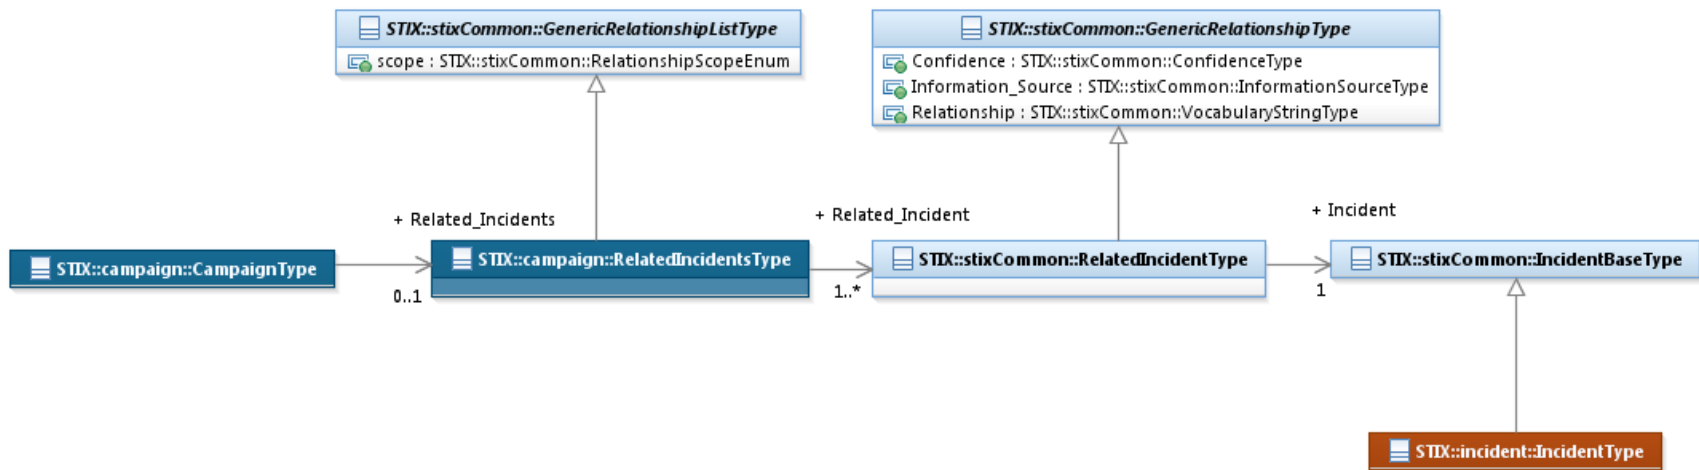 STIX::stixCommon::GenericRelationshipListType
scope : STIX::stixCommon::RelationshipScopeEnum
STIX::stixCommon::GenericRelationshipType
Confidence : STIX::stixCommon::ConfidenceType
Information_Source : STIX::stixCommon::InformationSourceType
Relationship : STIX::stixCommon::VocabularyStringType
+ Related_Incidents
+ Related_Incident
+ Incident
STIX::campaign::CampaignType
STIX::campaign::RelatedIncidentsType
STIX::stixCommon::RelatedIncidentType
STIX::stixCommon::IncidentBaseType
0..1
1..*
1
STIX::incident::IncidentType